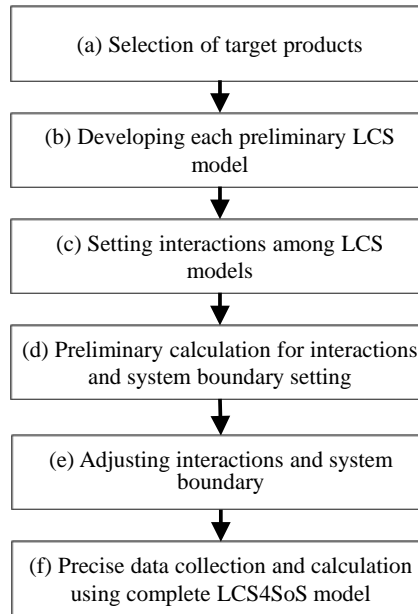 (a) Selection of target products
(b) Developing each preliminary LCS
model
(c) Setting interactions among LCS
models
(d) Preliminary calculation for interactions
and system boundary setting
(e) Adjusting interactions and system
boundary
(f) Precise data collection and calculation
using complete LCS4SoS model